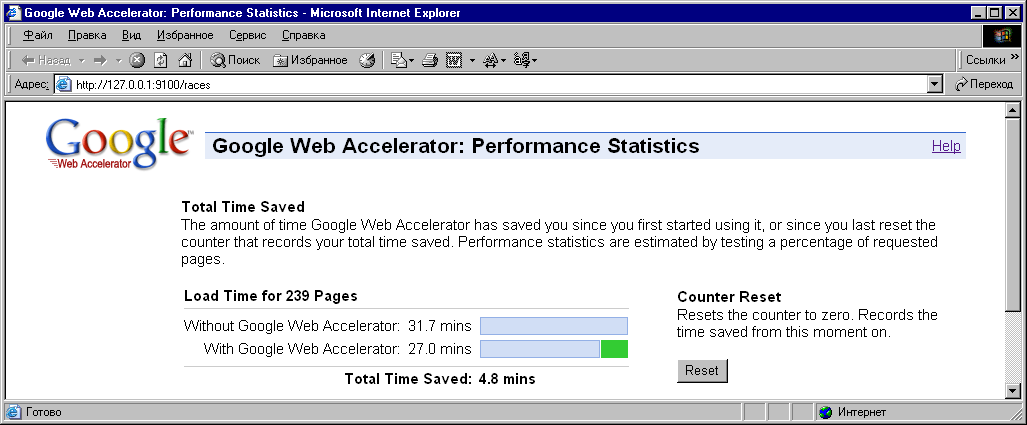 Google Web Accelerator: Performance Statistics - Microsoft Internet Explorer
Файл Правка Вид Избранное Сервис Справка
Назад Поиск Избранное Ссылки »
Адрес: http://127.0.0.1:9100/races Переход
Google™
Web Accelerator
Google Web Accelerator: Performance Statistics Help
Total Time Saved
The amount of time Google Web Accelerator has saved you since you first started using it, or since you last reset the
counter that records your total time saved. Performance statistics are estimated by testing a percentage of requested
pages.
Load Time for 239 Pages
Without Google Web Accelerator: 31.7 mins
With Google Web Accelerator: 27.0 mins
Total Time Saved: 4.8 mins
Counter Reset
Resets the counter to zero. Records the
time saved from this moment on.
Reset
Готово Интернет